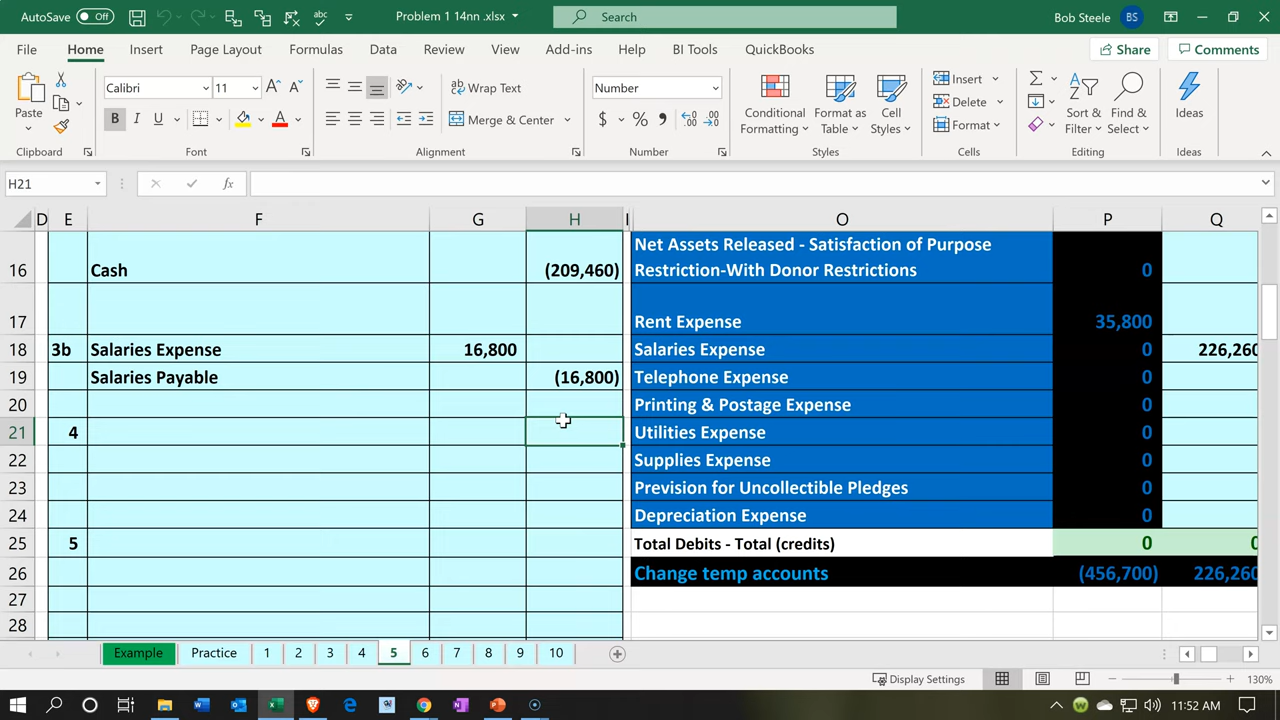 AutoSave Off Problem 1 14nn .xlsx Search Bob Steele BS
File Home Insert Page Layout Formulas Data Review View Add-ins Help BI Tools QuickBooks Share Comments
Calibri 11 Wrap Text Number Insert
Paste Merge & Center Conditional Formatting Format as Table Cell Styles Delete Format Sort & Filter Find & Select Ideas
Clipboard Font Alignment Number Styles Cells Editing Ideas
H21 fx
D E F G H I O P Q
Net Assets Released - Satisfaction of Purpose
16 Cash (209,460) Restriction-With Donor Restrictions 0
17 Rent Expense 35,800
18 3b Salaries Expense 16,800 Salaries Expense 0 226,260
19 Salaries Payable (16,800) Telephone Expense 0
20 Printing & Postage Expense 0
21 4 Utilities Expense 0
22 Supplies Expense 0
23 Prevision for Uncollectible Pledges 0
24 Depreciation Expense 0
25 5 Total Debits - Total (credits) 0 0
26 Change temp accounts (456,700) 226,260
27
28
Example Practice 1 2 3 4 5 6 7 8 9 10
Display Settings 130%
11:52 AM